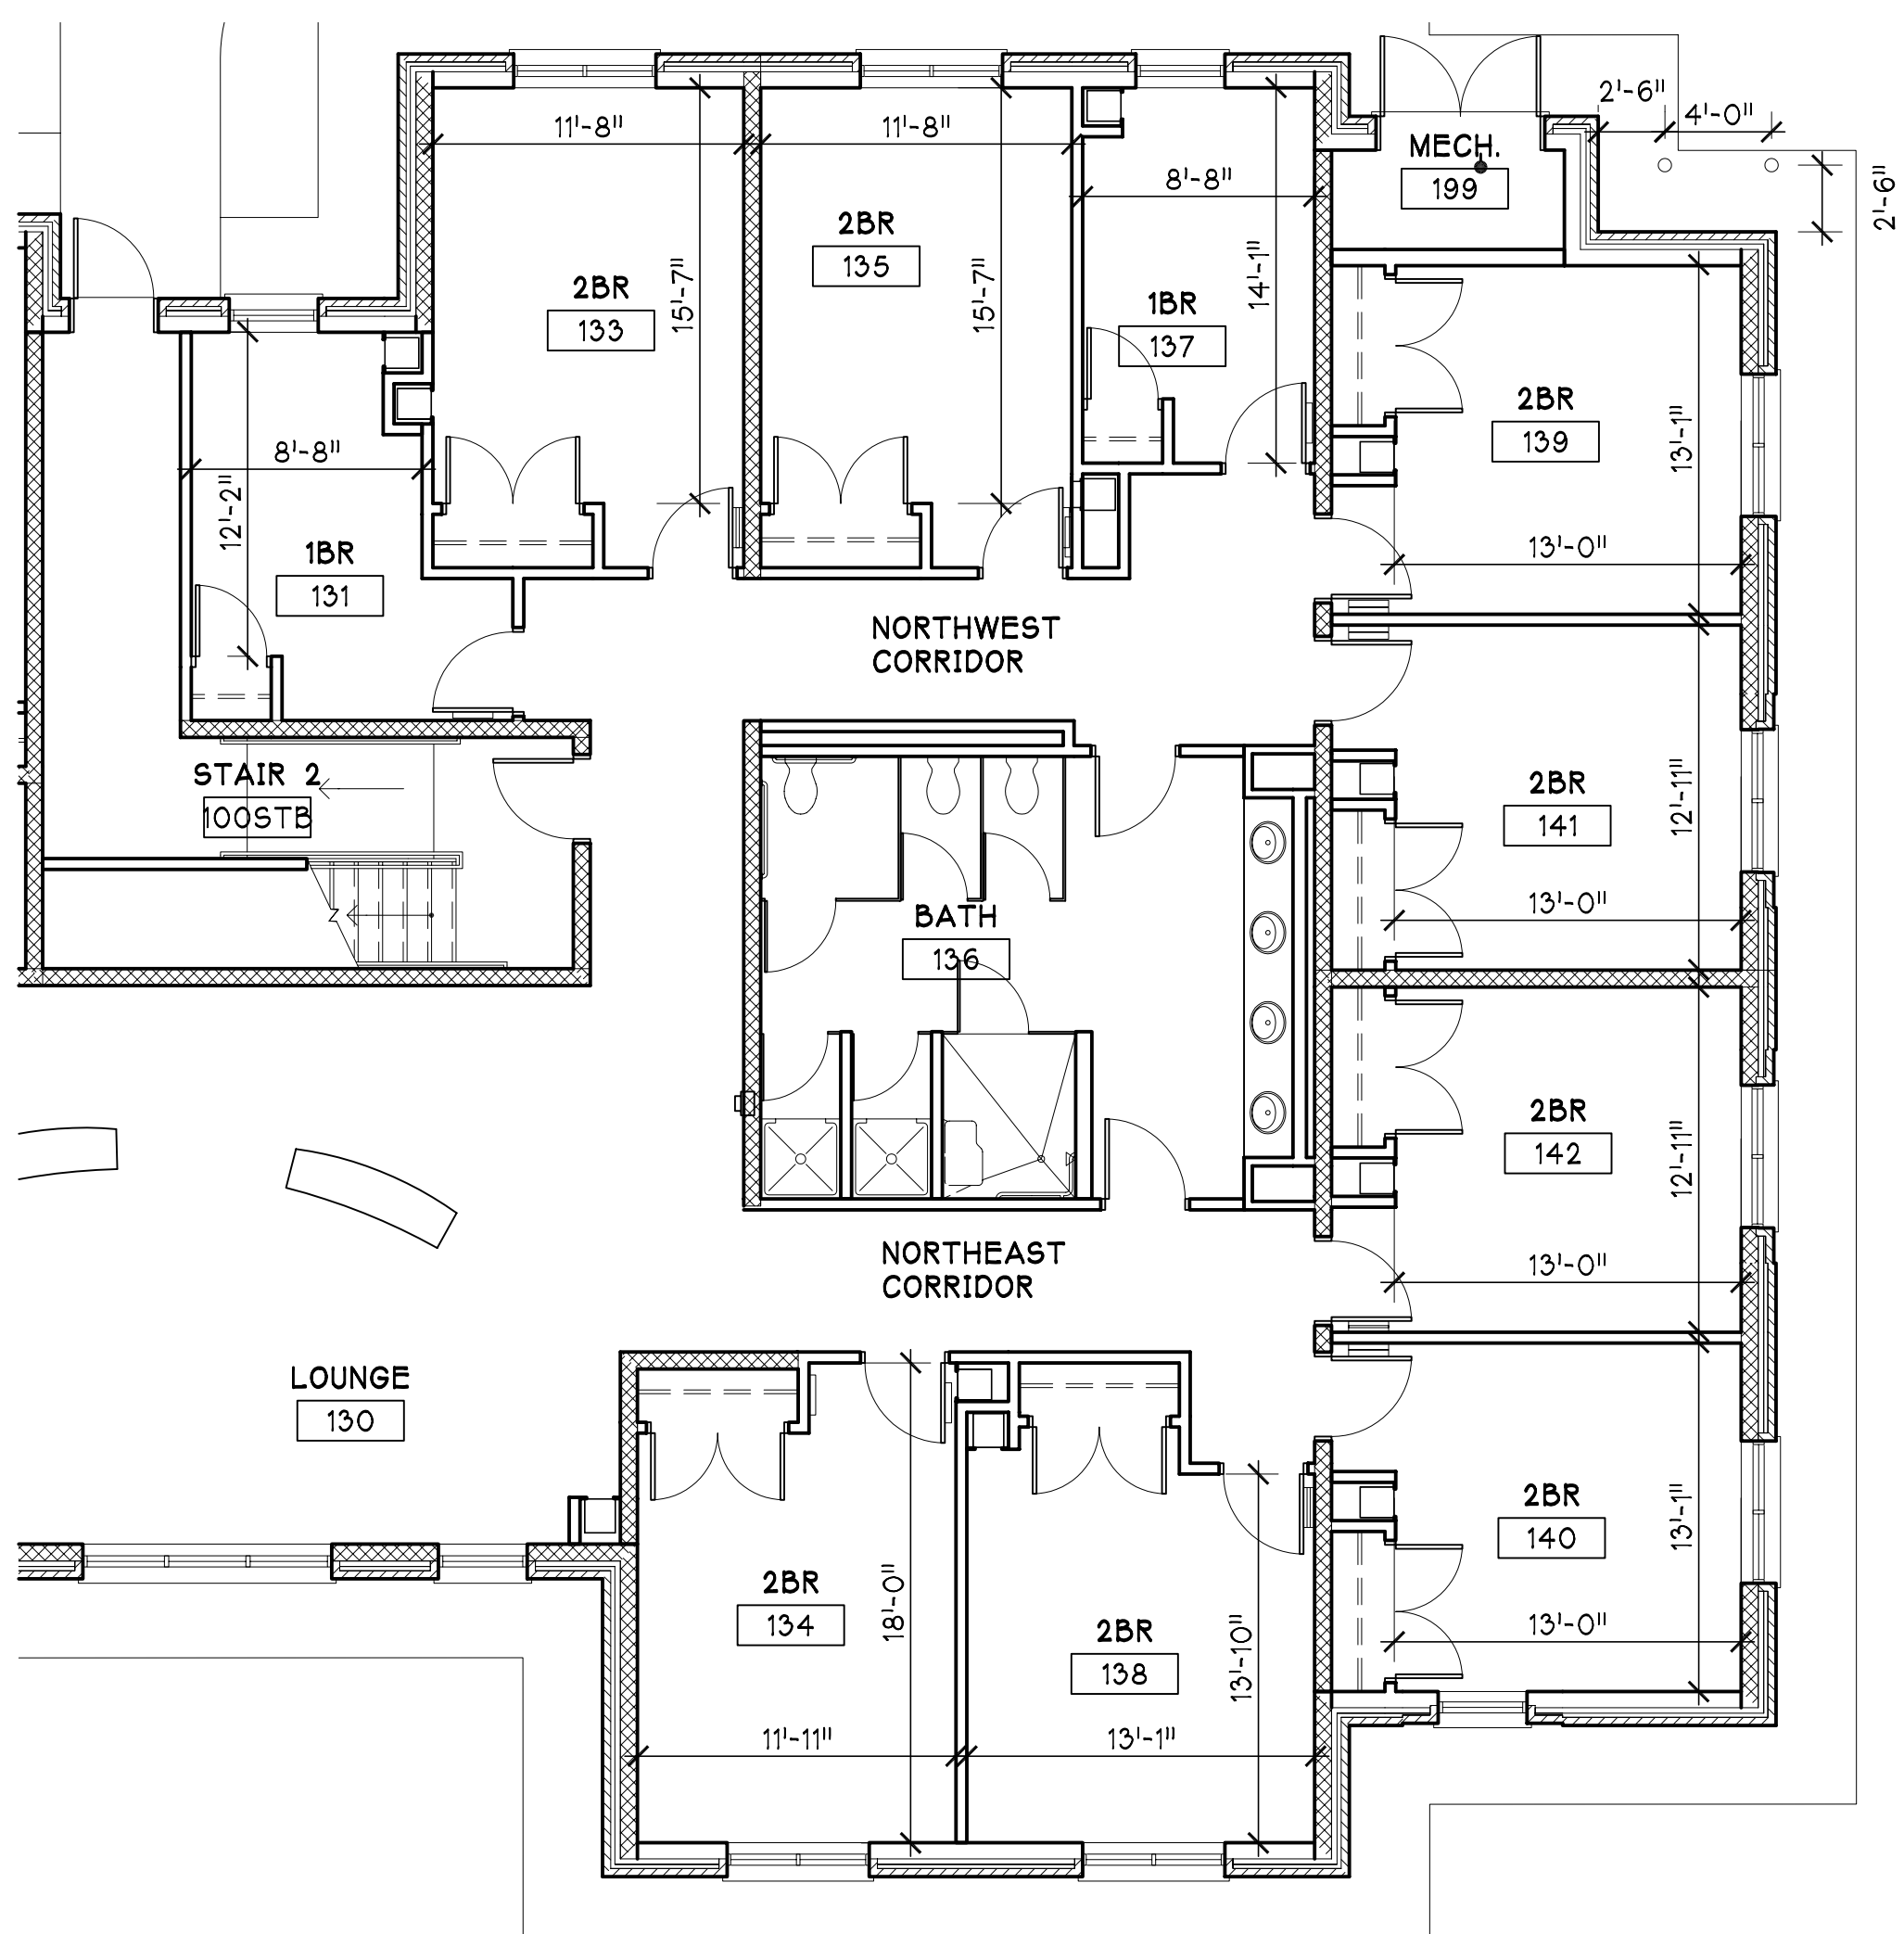 2'-6"
4'-0"
2'-6"
MECH.
199
11'-8"
11'-8"
8'-8"
2BR
133
15'-7"
2BR
135
15'-7"
1BR
137
14'-1"
2BR
139
13'-1"
13'-0"
8'-8"
12'-2"
1BR
131
NORTHWEST
CORRIDOR
STAIR 2
100STB
2BR
141
12'-11"
13'-0"
BATH
136
2BR
142
12'-11"
13'-0"
NORTHEAST
CORRIDOR
LOUNGE
130
2BR
134
18'-0"
11'-11"
2BR
138
13'-10"
13'-1"
2BR
140
13'-1"
13'-0"